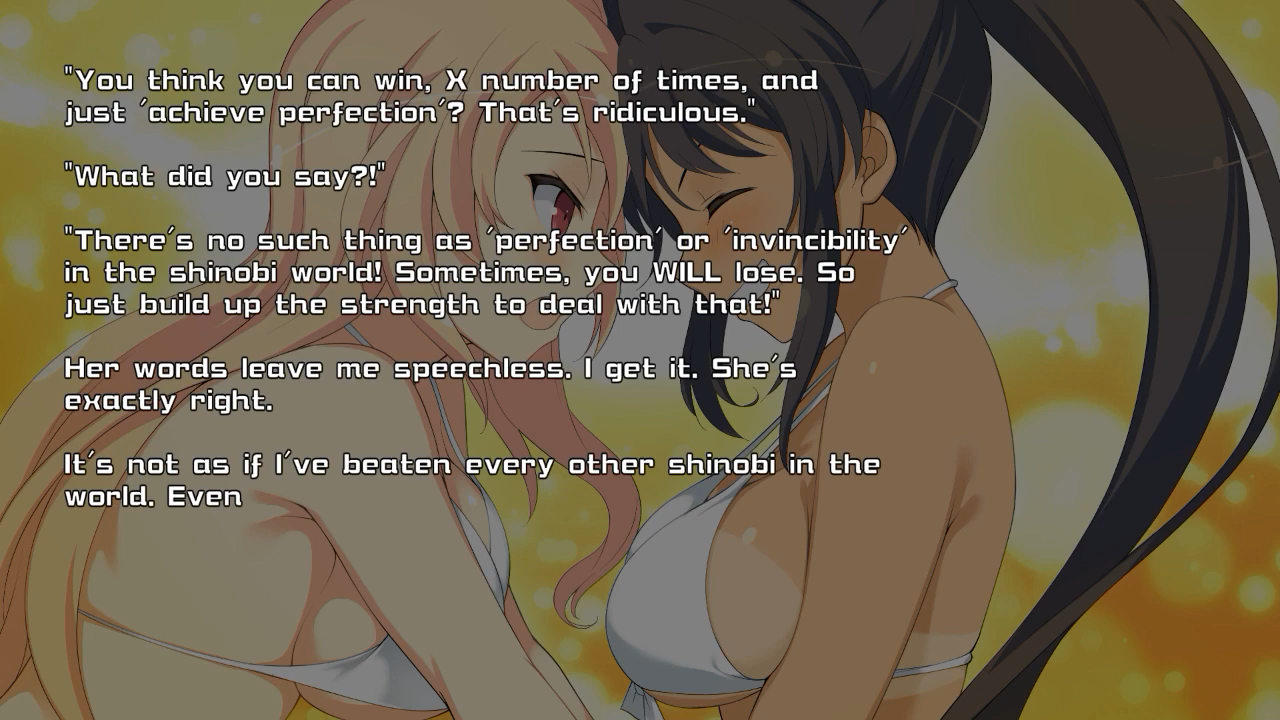 "You think you can win, X number of times, and
just 'achieve perfection'? That's ridiculous."
"What did you say?!"
"There's no such thing as 'perfection' or 'invincibility'
in the shinobi world! Sometimes, you WILL lose. So
just build up the strength to deal with that!"
Her words leave me speechless. I get it. She's
exactly right.
It's not as if I've beaten every other shinobi in the
world. Even